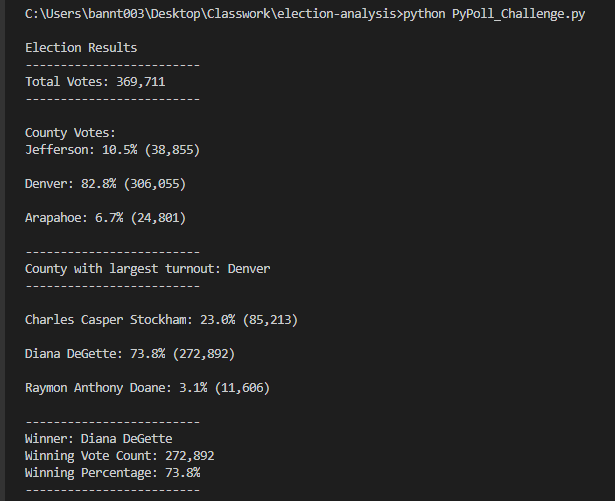 C:\Users\bannt003\Desktop\Classwork\election-analysis>python PyPoll_Challenge.py
Election Results
-------------------------
Total Votes: 369,711
-------------------------
County Votes:
Jefferson: 10.5% (38,855)
Denver: 82.8% (306,055)
Arapahoe: 6.7% (24,801)
-------------------------
County with largest turnout: Denver
-------------------------
Charles Casper Stockham: 23.0% (85,213)
Diana DeGette: 73.8% (272,892)
Raymon Anthony Doane: 3.1% (11,606)
-------------------------
Winner: Diana DeGette
Winning Vote Count: 272,892
Winning Percentage: 73.8%
-------------------------